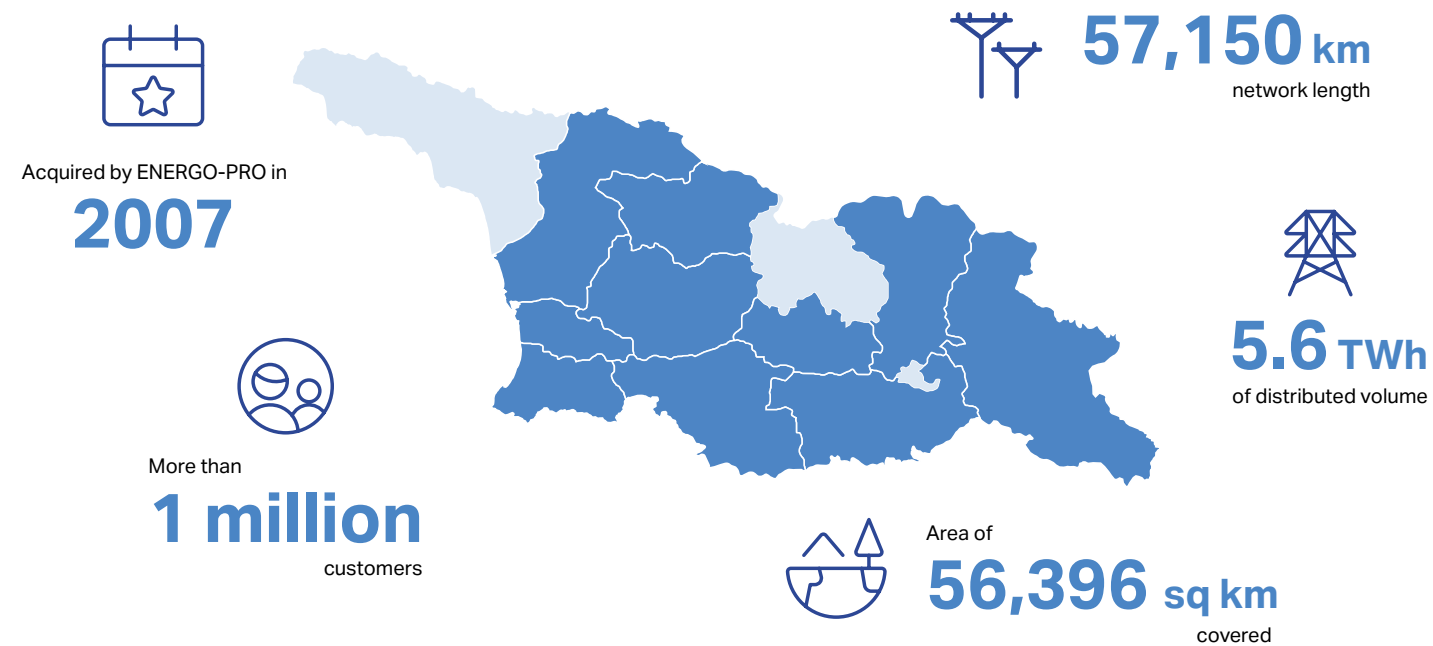 Acquired by ENERGO-PRO in
2007
More than
1 million
customers
57,150 km
network length
5.6 TWh
of distributed volume
Area of
56,396 sq km
covered